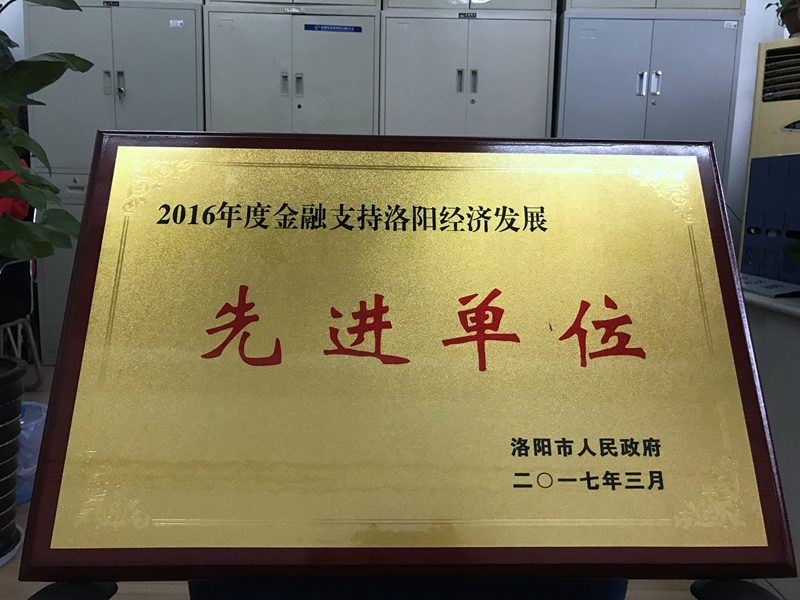 2016年度金融支持洛阳经济发展
先进单位
洛阳市人民政府
二〇一七年三月